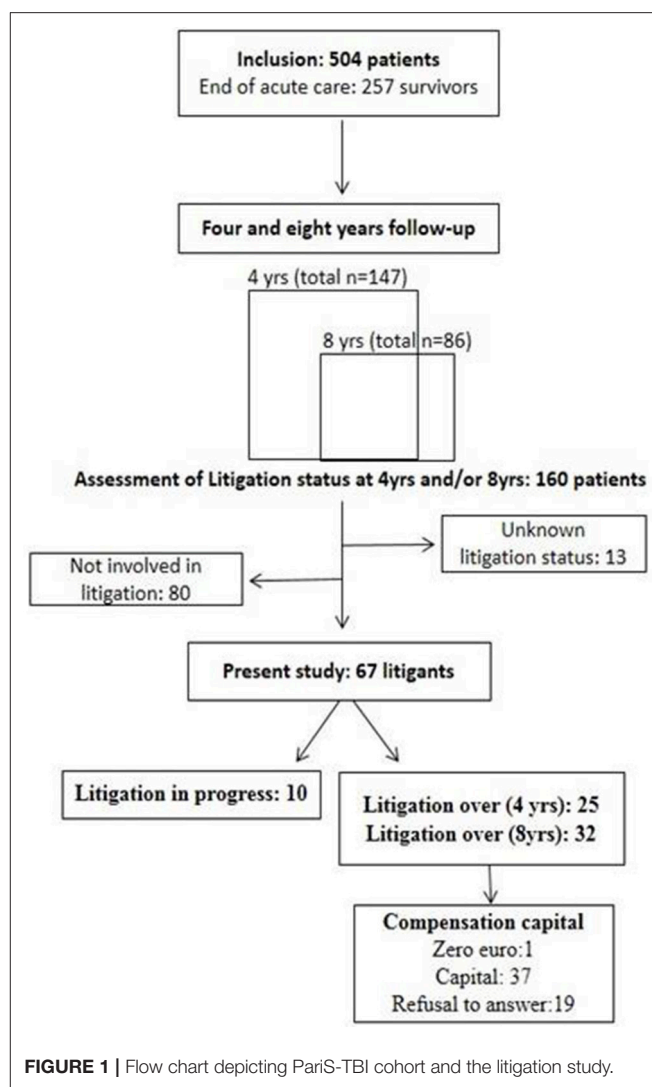 Inclusion: 504 patients
End of acute care: 257 survivors
Four and eight years follow-up
4 yrs (total n=147)
8 yrs (total n=86)
Assessment of Litigation status at 4yrs and/or 8yrs: 160 patients
Unknown
litigation status: 13
Not involved in
litigation: 80
Present study: 67 litigants
Litigation in progress: 10
Litigation over (4 yrs): 25
Litigation over (8yrs): 32
Compensation capital
Zero euro:1
Capital: 37
Refusal to answer:19
FIGURE 1 | Flow chart depicting PariS-TBI cohort and the litigation study.